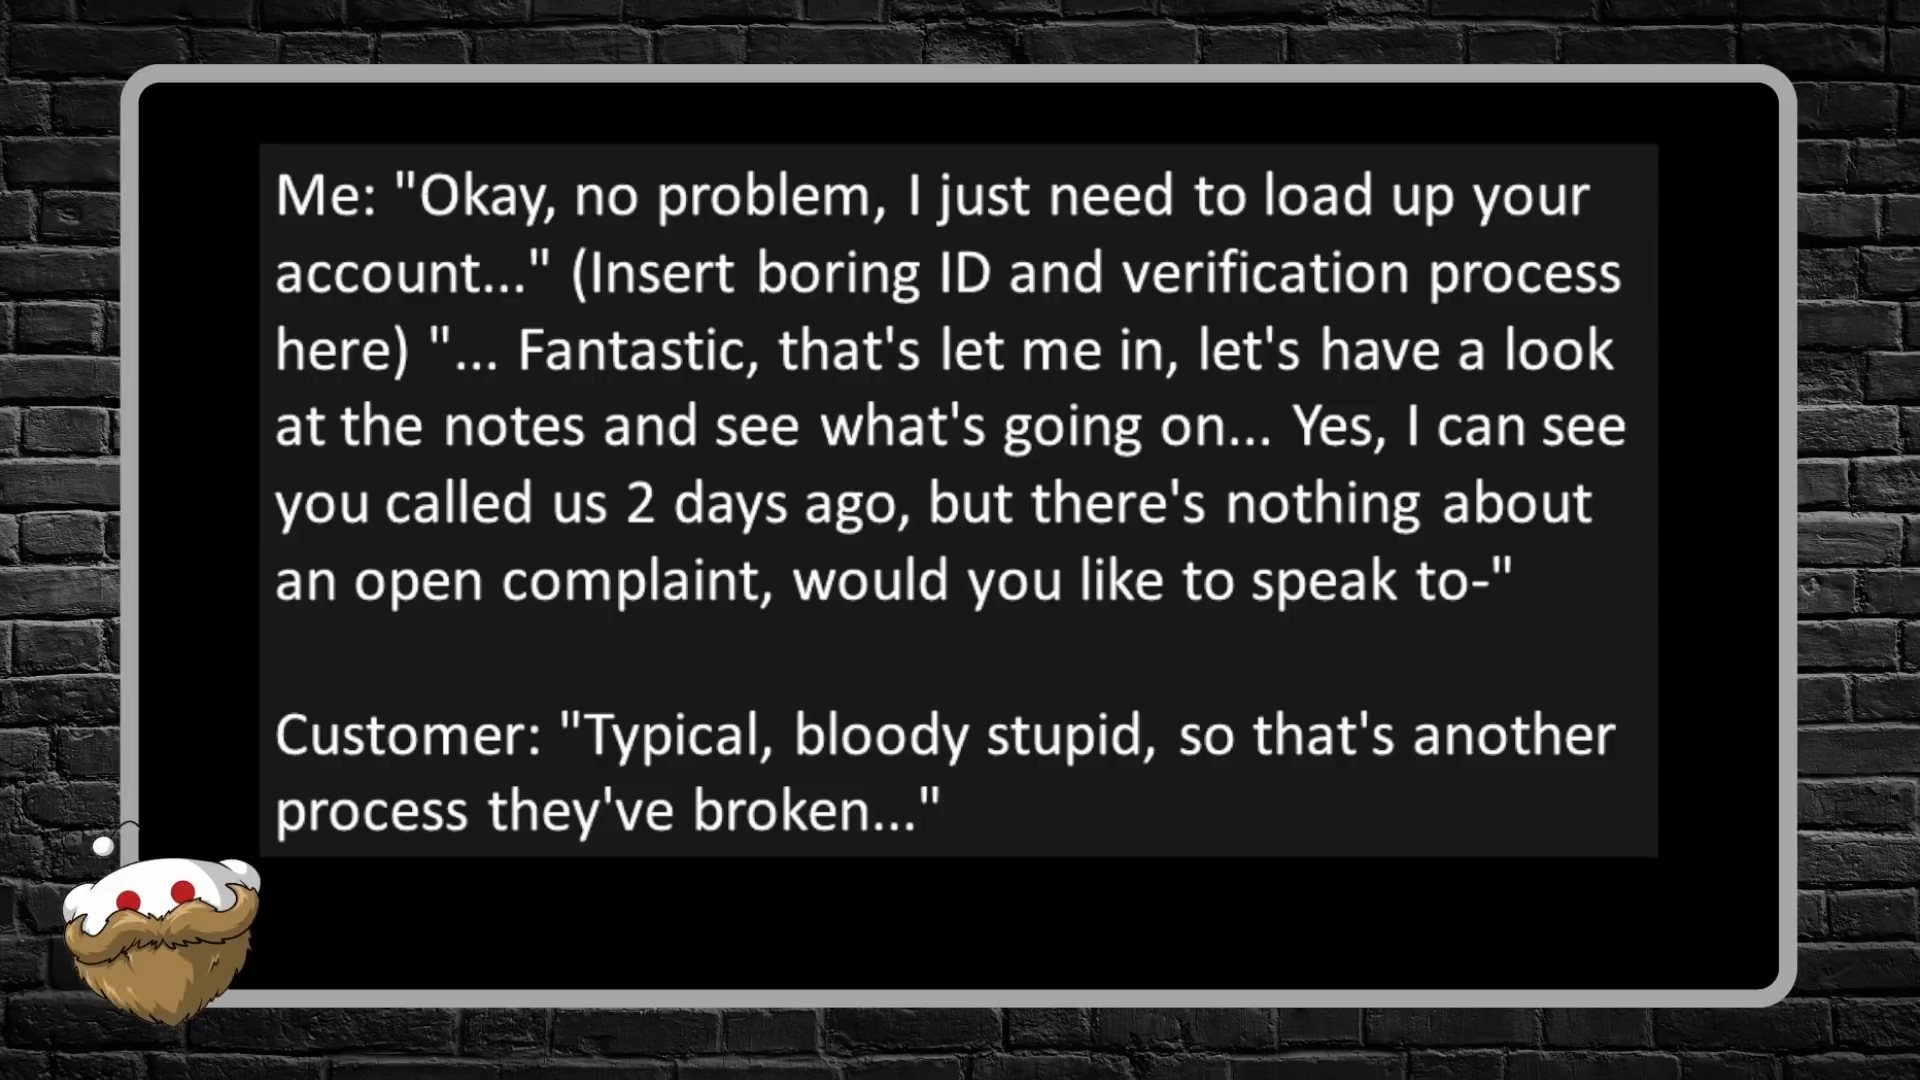 Me: "Okay, no problem, I just need to load up your
account..." (Insert boring ID and verification process
here) "... Fantastic, that's let me in, let's have a look
at the notes and see what's going on... Yes, I can see
you called us 2 days ago, but there's nothing about
an open complaint, would you like to speak to-"
Customer: "Typical, bloody stupid, so that's another
process they've broken..."